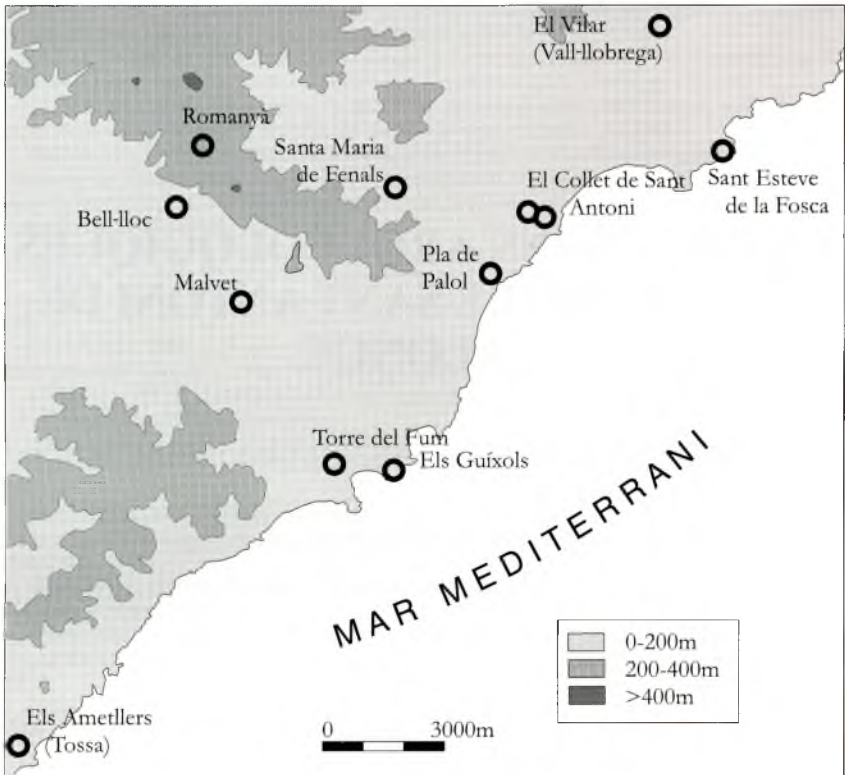 El Vilar
(Vall-llobrega)
Romanyà
Santa Maria
de Fenals
El Collet de Sant
Antoni
Sant Esteve
de la Fosca
Bell-lloc
Pla de
Palol
Malvet
Torre del Fum
Els Guíxols
MAR MEDITERRANI
0-200m
200-400m
>400m
Els Ametllers
(Tossa)
0 3000m